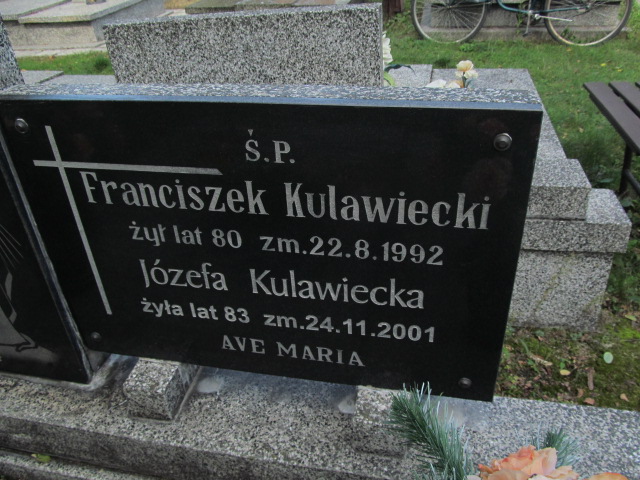 Ś.P.
Franciszek Kulawiecki
żył lat 80 zm.22.8.1992
Józefa Kulawiecka
żyła lat 83 zm.24.11.2001
AVE MARIA